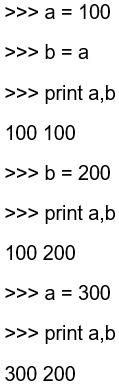 >>> a = 100
>>> b = a
>>> print a,b
100 100
>>> b = 200
>>> print a,b
100 200
>>> a = 300
>>> print a,b
300 200